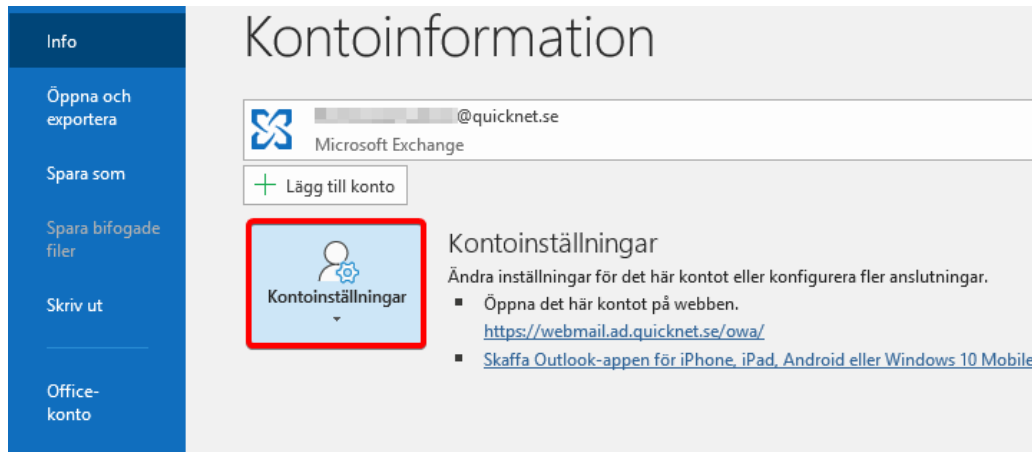 Info
Öppna och
exportera
Spara som
Spara bifogade
filer
Skriv ut
Office-
konto
Kontoinformation
@quicknet.se
Microsoft Exchange
Lägg till konto
Kontoinställningar
Kontoinställningar
Ändra inställningar för det här kontot eller konfigurera fler anslutningar.
Öppna det här kontot på webben.
https://webmail.ad.quicknet.se/owa/
Skaffa Outlook-appen för iPhone, iPad, Android eller Windows 10 Mobile